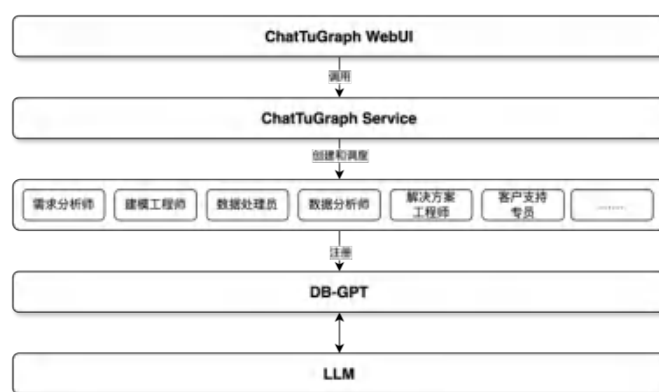 ChatTuGraph WebUI
调用
ChatTuGraph Service
创建和调度
需求分析师 建模工程师 数据处理员 数据分析师 解决方案 客户支持 ........
工程师 专员
注册
DB-GPT
LLM